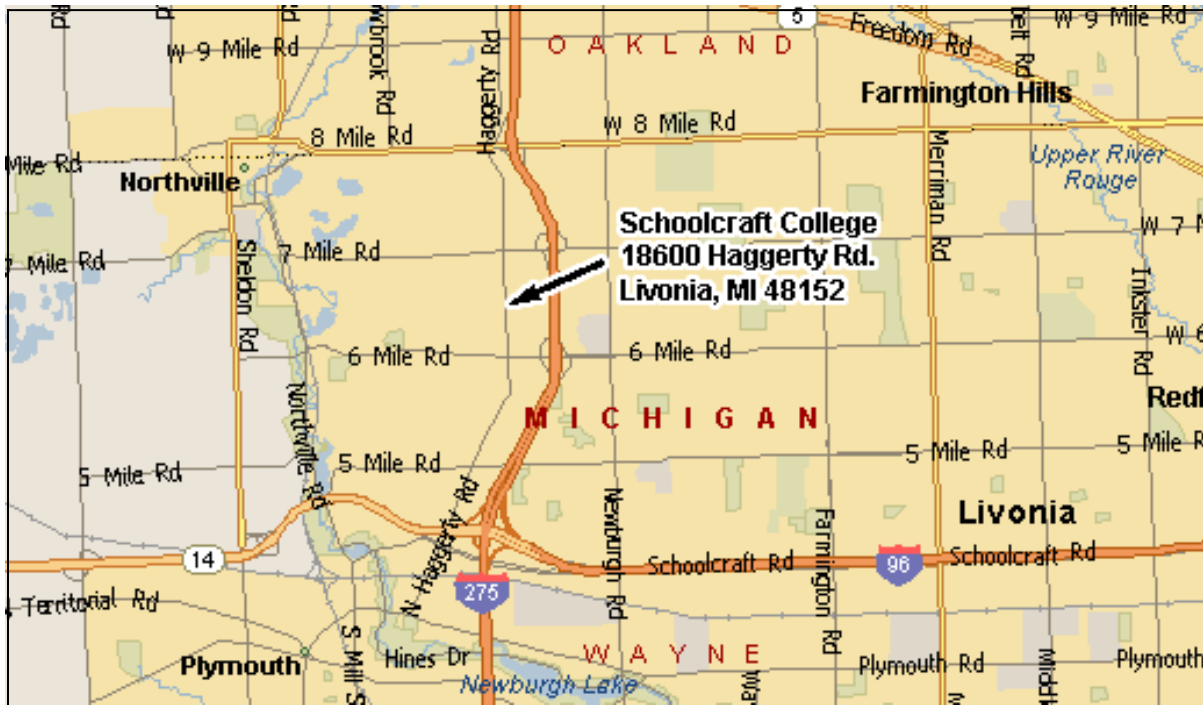 Rd
W 9 Mile Rd
Haggerty Rd
OAKLAND
5
Freedom Rd
W 9 Mile Rd
Farmington Hills
8 Mile Rd
W 8 Mile Rd
Merriman Rd
Upper River
Rouge
Mile Rd
Northville
Schoolcraft College
18600 Haggerty Rd.
Livonia, MI 48152
7 Mile Rd
7 Mile Rd
W 7 M
Sheldon Rd
Inkster Rd
6 Mile Rd
6 Mile Rd
W 6
MICHIGAN
Redf
Northville Rd
5 Mile Rd
5 Mile Rd
5 Mile Rd
5 Mile R
N Haggerty Rd
Newburgh Rd
Farmington Rd
Livonia
14
Schoolcraft Rd
96
Schoolcraft Rd
275
Territorial Rd
S Mill S
Plymouth
Hines Dr
WAYNE
Plymouth Rd
Plymouth
Newburgh Lake